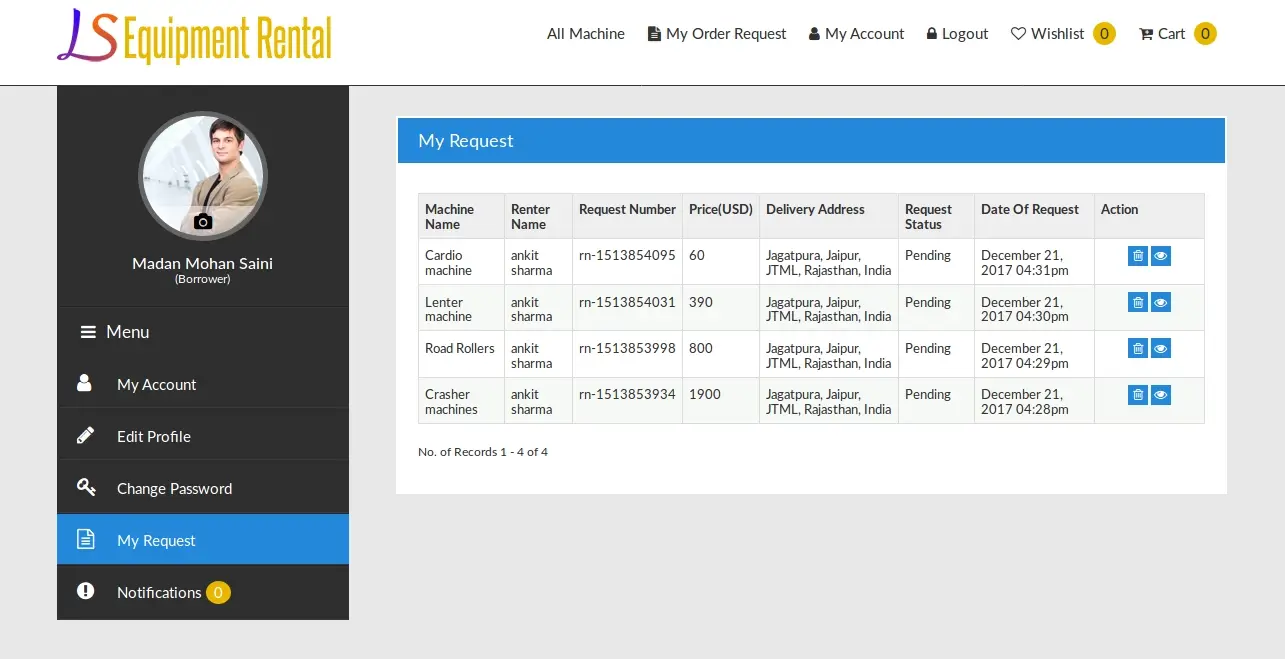 LS Equipment Rental
All Machine My Order Request My Account Logout Wishlist 0 Cart 0
Madan Mohan Saini
(Borrower)
Menu
My Account
Edit Profile
Change Password
My Request
Notifications 0
My Request
Machine Name Renter Name Request Number Price(USD) Delivery Address Request Status Date Of Request Action
Cardio machine ankit sharma rn-1513854095 60 Jagatpura, Jaipur, JTML, Rajasthan, India Pending December 21, 2017 04:31pm
Lenter machine ankit sharma rn-1513854031 390 Jagatpura, Jaipur, JTML, Rajasthan, India Pending December 21, 2017 04:30pm
Road Rollers ankit sharma rn-1513853998 800 Jagatpura, Jaipur, JTML, Rajasthan, India Pending December 21, 2017 04:29pm
Crasher machines ankit sharma rn-1513853934 1900 Jagatpura, Jaipur, JTML, Rajasthan, India Pending December 21, 2017 04:28pm
No. of Records 1 - 4 of 4